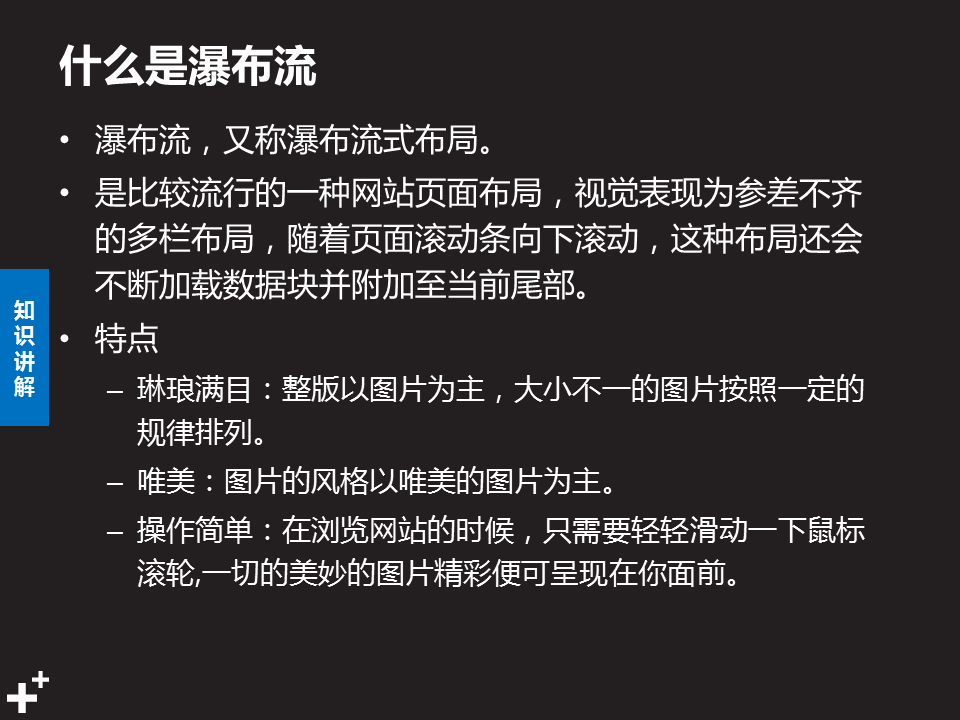 什么是瀑布流
• 瀑布流，又称瀑布流式布局。
• 是比较流行的一种网站页面布局，视觉表现为参差不齐
的多栏布局，随着页面滚动条向下滚动，这种布局还会
不断加载数据块并附加至当前尾部。
• 特点
– 琳琅满目：整版以图片为主，大小不一的图片按照一定的
规律排列。
– 唯美：图片的风格以唯美的图片为主。
– 操作简单：在浏览网站的时候，只需要轻轻滑动一下鼠标
滚轮,一切的美妙的图片精彩便可呈现在你面前。
知
识
讲
解